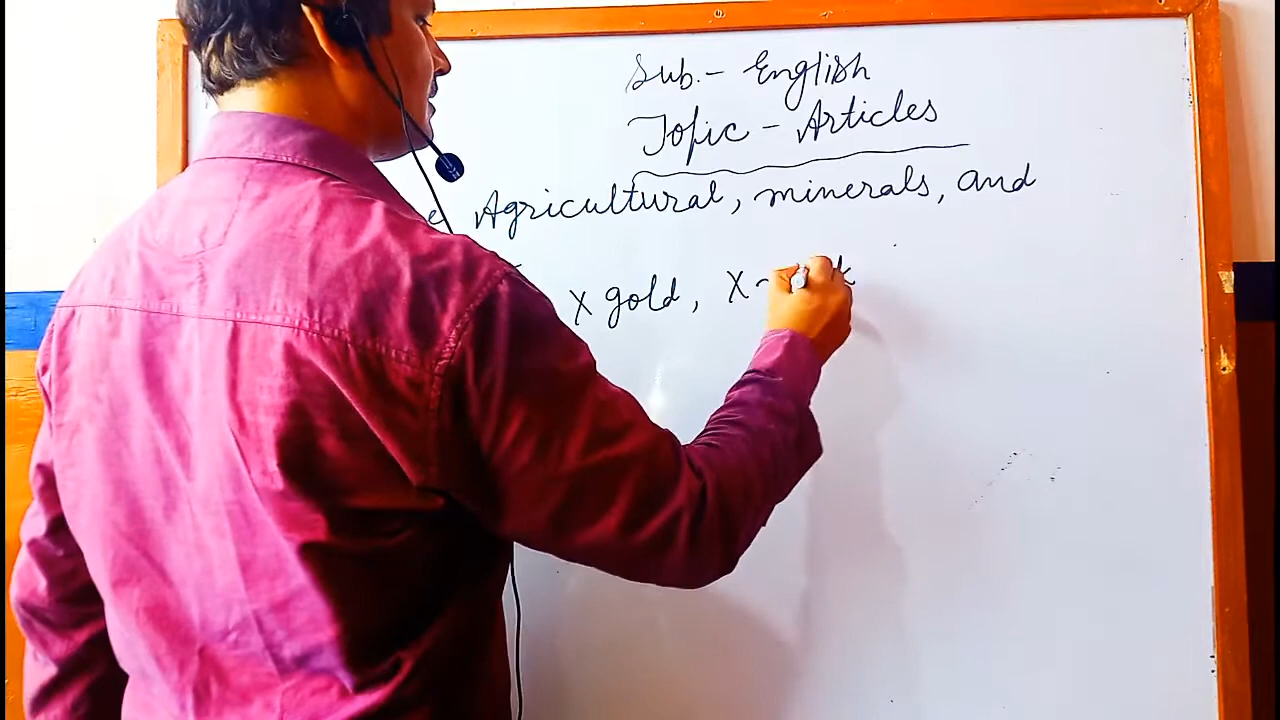 Sub.- English
Topic - Articles
e Agricultural, minerals, and
X gold, X -